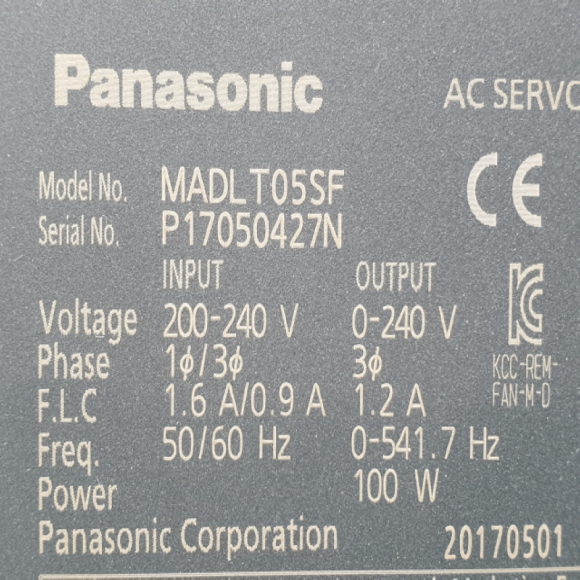 Panasonic AC SERVO
Model No. MADLT05SF
Serial No. P17050427N
INPUT OUTPUT
Voltage 200-240 V 0-240 V
Phase 1ϕ/3ϕ 3ϕ
F.L.C 1.6 A/0.9 A 1.2 A
Freq. 50/60 Hz 0-541.7 Hz
Power 100 W
CE
KC
KCC-REM-
FAN-M-D
Panasonic Corporation 20170501